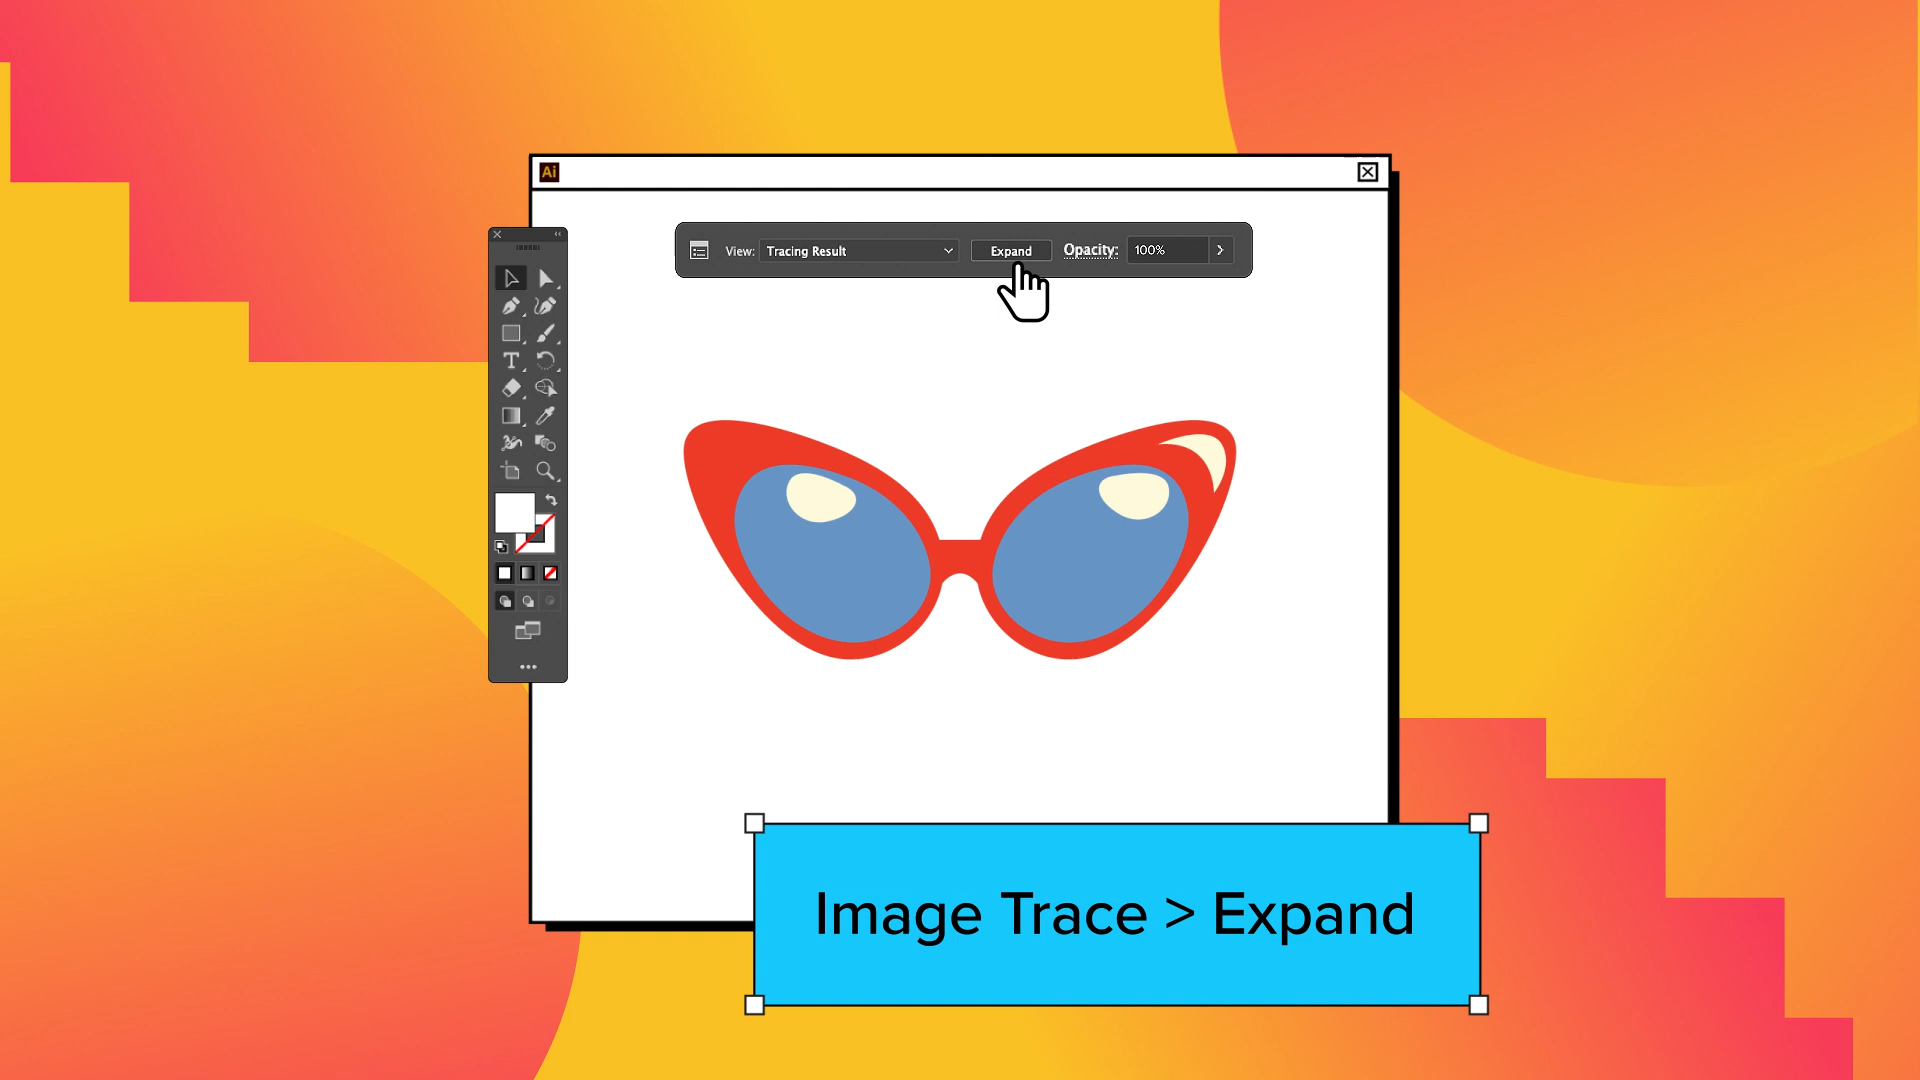 Ai
View: Tracing Result Expand Opacity: 100%
T
Image Trace > Expand